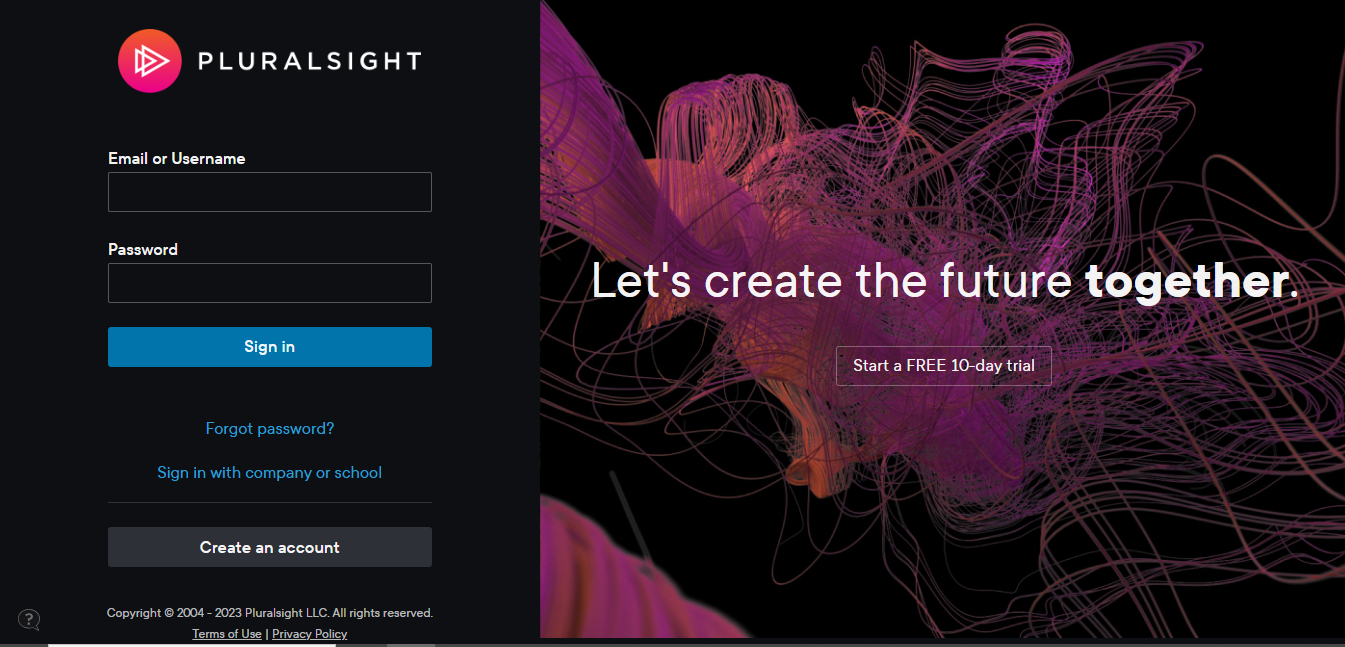 PLURALSIGHT
Email or Username
Password
Sign in
Forgot password?
Sign in with company or school
Create an account
Copyright © 2004 - 2023 Pluralsight LLC. All rights reserved.
Terms of Use | Privacy Policy
?
Let's create the future together.
Start a FREE 10-day trial